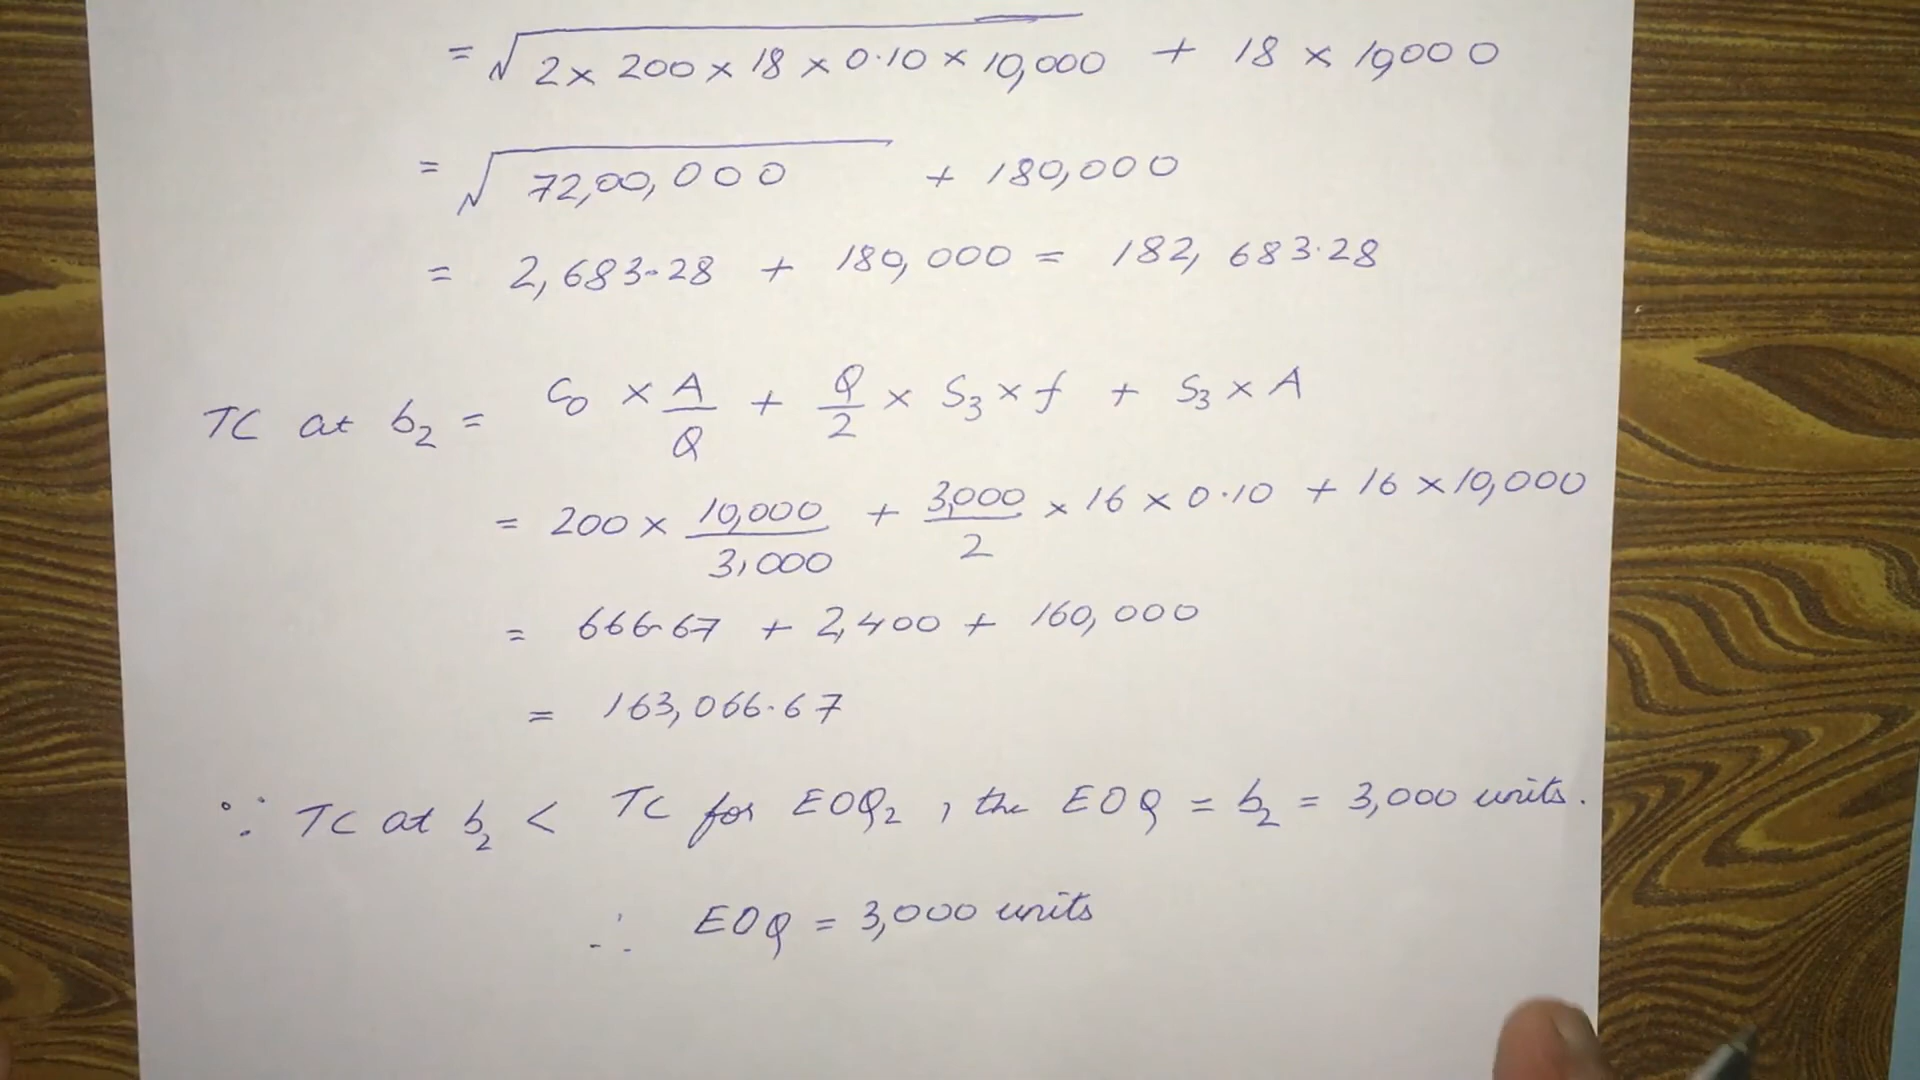 = √2 × 200 × 18 × 0.10 × 10,000 + 18 × 10,000
= √72,00,000 + 180,000
= 2,683.28 + 180,000 = 182,683.28
TC at b₂ = C₀ × A/Q + Q/2 × S₃ × f + S₃ × A
= 200 × 10,000/3,000 + 3,000/2 × 16 × 0.10 + 16 × 10,000
= 666.67 + 2,400 + 160,000
= 163,066.67
∵ TC at b₂ < TC for EOQ₂, the EOQ = b₂ = 3,000 units.
∴ EOQ = 3,000 units